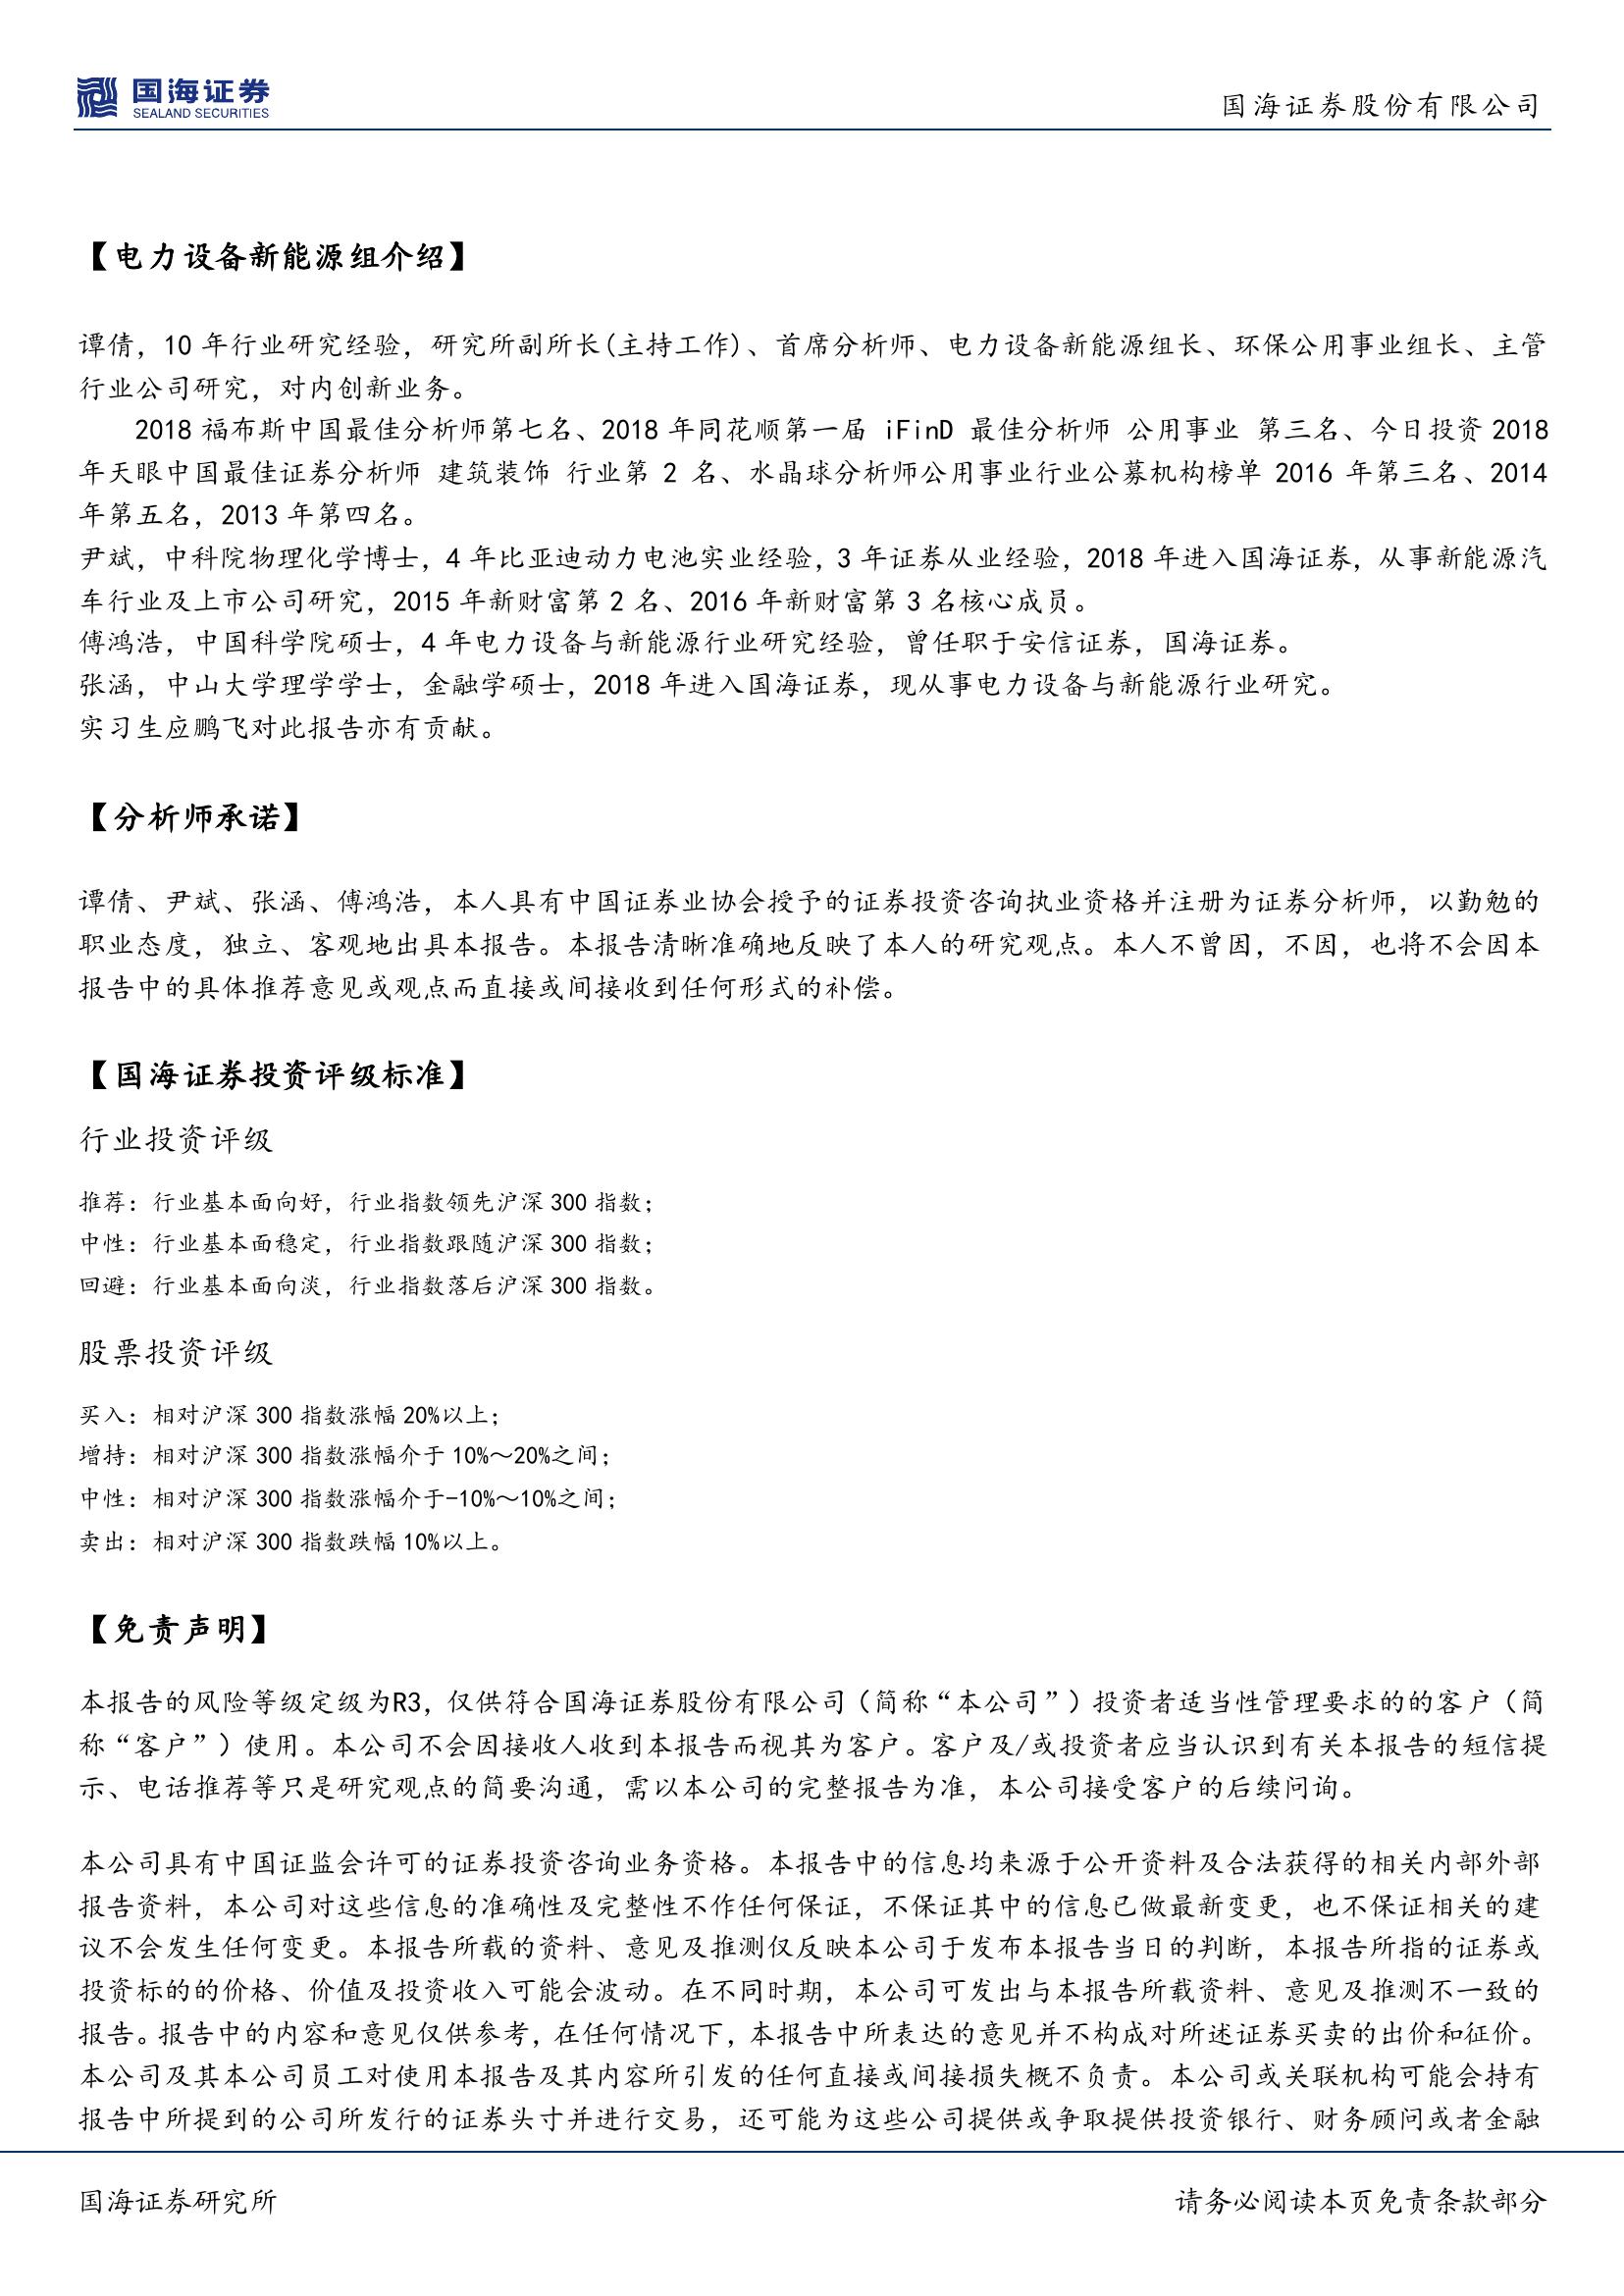 国海证券
SEALAND SECURITIES
国海证券股份有限公司
【电力设备新能源组介绍】
谭倩，10 年行业研究经验，研究所副所长(主持工作)、首席分析师、电力设备新能源组长、环保公用事业组长、主管
行业公司研究，对内创新业务。
2018 福布斯中国最佳分析师第七名、2018 年同花顺第一届 iFinD 最佳分析师 公用事业 第三名、今日投资 2018
年天眼中国最佳证券分析师 建筑装饰 行业第 2 名、水晶球分析师公用事业行业公募机构榜单 2016 年第三名、2014
年第五名，2013 年第四名。
尹斌，中科院物理化学博士，4 年比亚迪动力电池实业经验，3 年证券从业经验，2018 年进入国海证券，从事新能源汽
车行业及上市公司研究，2015 年新财富第 2 名、2016 年新财富第 3 名核心成员。
傅鸿浩，中国科学院硕士，4 年电力设备与新能源行业研究经验，曾任职于安信证券，国海证券。
张涵，中山大学理学学士，金融学硕士，2018 年进入国海证券，现从事电力设备与新能源行业研究。
实习生应鹏飞对此报告亦有贡献。
【分析师承诺】
谭倩、尹斌、张涵、傅鸿浩，本人具有中国证券业协会授予的证券投资咨询执业资格并注册为证券分析师，以勤勉的
职业态度，独立、客观地出具本报告。本报告清晰准确地反映了本人的研究观点。本人不曾因，不因，也将不会因本
报告中的具体推荐意见或观点而直接或间接收到任何形式的补偿。
【国海证券投资评级标准】
行业投资评级
推荐：行业基本面向好，行业指数领先沪深 300 指数；
中性：行业基本面稳定，行业指数跟随沪深 300 指数；
回避：行业基本面向淡，行业指数落后沪深 300 指数。
股票投资评级
买入：相对沪深 300 指数涨幅 20%以上；
增持：相对沪深 300 指数涨幅介于 10%～20%之间；
中性：相对沪深 300 指数涨幅介于-10%～10%之间；
卖出：相对沪深 300 指数跌幅 10%以上。
【免责声明】
本报告的风险等级定级为R3，仅供符合国海证券股份有限公司（简称“本公司”）投资者适当性管理要求的的客户（简
称“客户”）使用。本公司不会因接收人收到本报告而视其为客户。客户及/或投资者应当认识到有关本报告的短信提
示、电话推荐等只是研究观点的简要沟通，需以本公司的完整报告为准，本公司接受客户的后续问询。
本公司具有中国证监会许可的证券投资咨询业务资格。本报告中的信息均来源于公开资料及合法获得的相关内部外部
报告资料，本公司对这些信息的准确性及完整性不作任何保证，不保证其中的信息已做最新变更，也不保证相关的建
议不会发生任何变更。本报告所载的资料、意见及推测仅反映本公司于发布本报告当日的判断，本报告所指的证券或
投资标的的价格、价值及投资收入可能会波动。在不同时期，本公司可发出与本报告所载资料、意见及推测不一致的
报告。报告中的内容和意见仅供参考，在任何情况下，本报告中所表达的意见并不构成对所述证券买卖的出价和征价。
本公司及其本公司员工对使用本报告及其内容所引发的任何直接或间接损失概不负责。本公司或关联机构可能会持有
报告中所提到的公司所发行的证券头寸并进行交易，还可能为这些公司提供或争取提供投资银行、财务顾问或者金融
国海证券研究所
请务必阅读本页免责条款部分